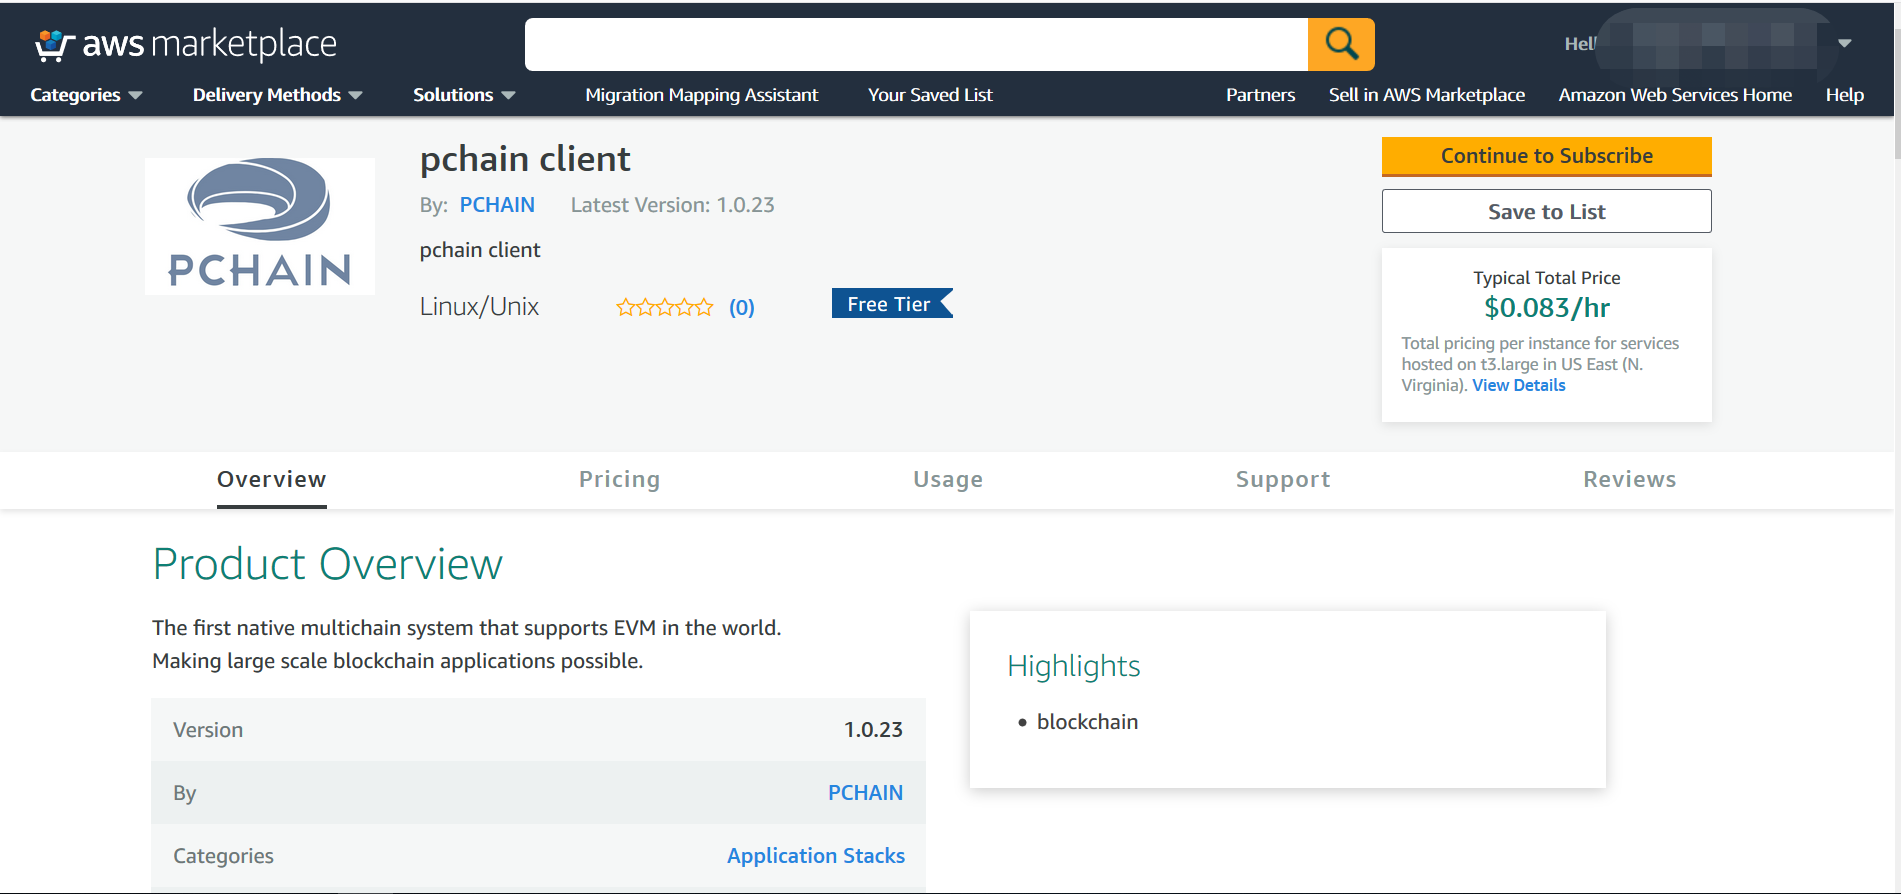 aws marketplace
Hell
Categories
Delivery Methods
Solutions
Migration Mapping Assistant
Your Saved List
Partners
Sell in AWS Marketplace
Amazon Web Services Home
Help
PCHAIN
pchain client
By: PCHAIN
Latest Version: 1.0.23
pchain client
Linux/Unix
(0)
Free Tier
Continue to Subscribe
Save to List
Typical Total Price
$0.083/hr
Total pricing per instance for services
hosted on t3.large in US East (N.
Virginia). View Details
Overview
Pricing
Usage
Support
Reviews
Product Overview
The first native multichain system that supports EVM in the world.
Making large scale blockchain applications possible.
Version 1.0.23
By PCHAIN
Categories Application Stacks
Highlights
• blockchain